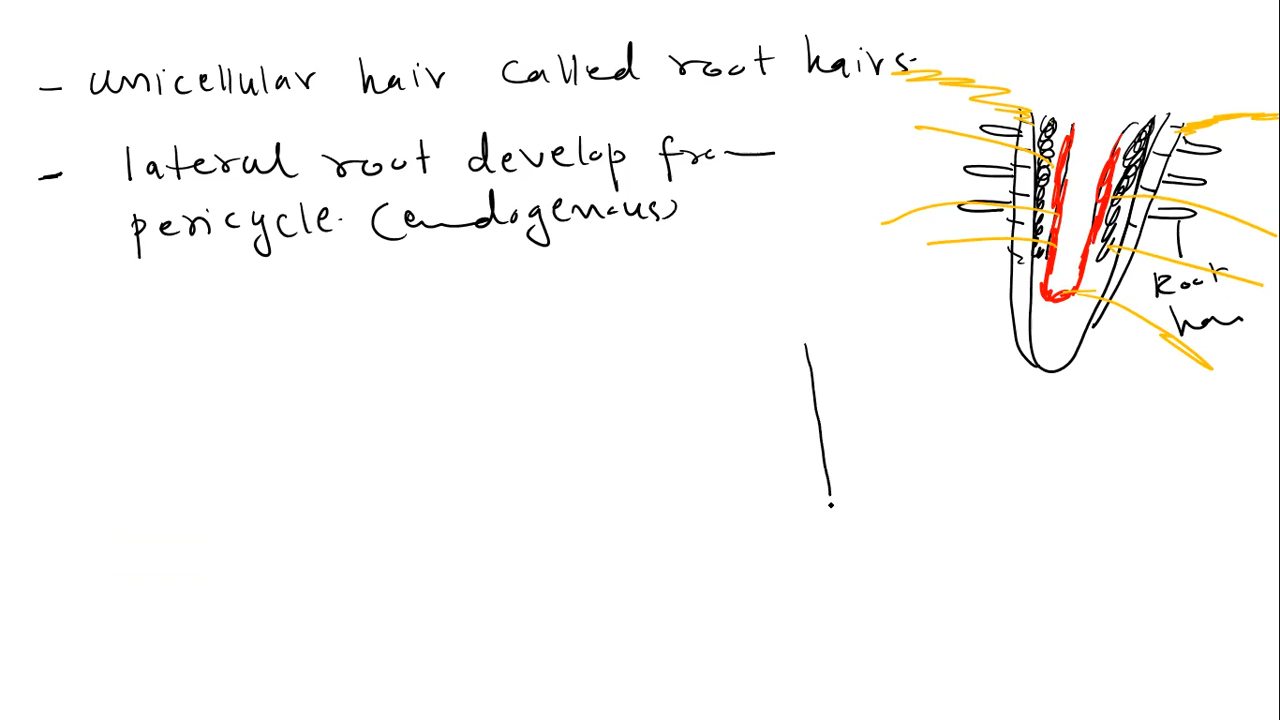 - unicellular hair called root hairs.
- lateral root develop from
pericycle. (endogenous)
Root
hair